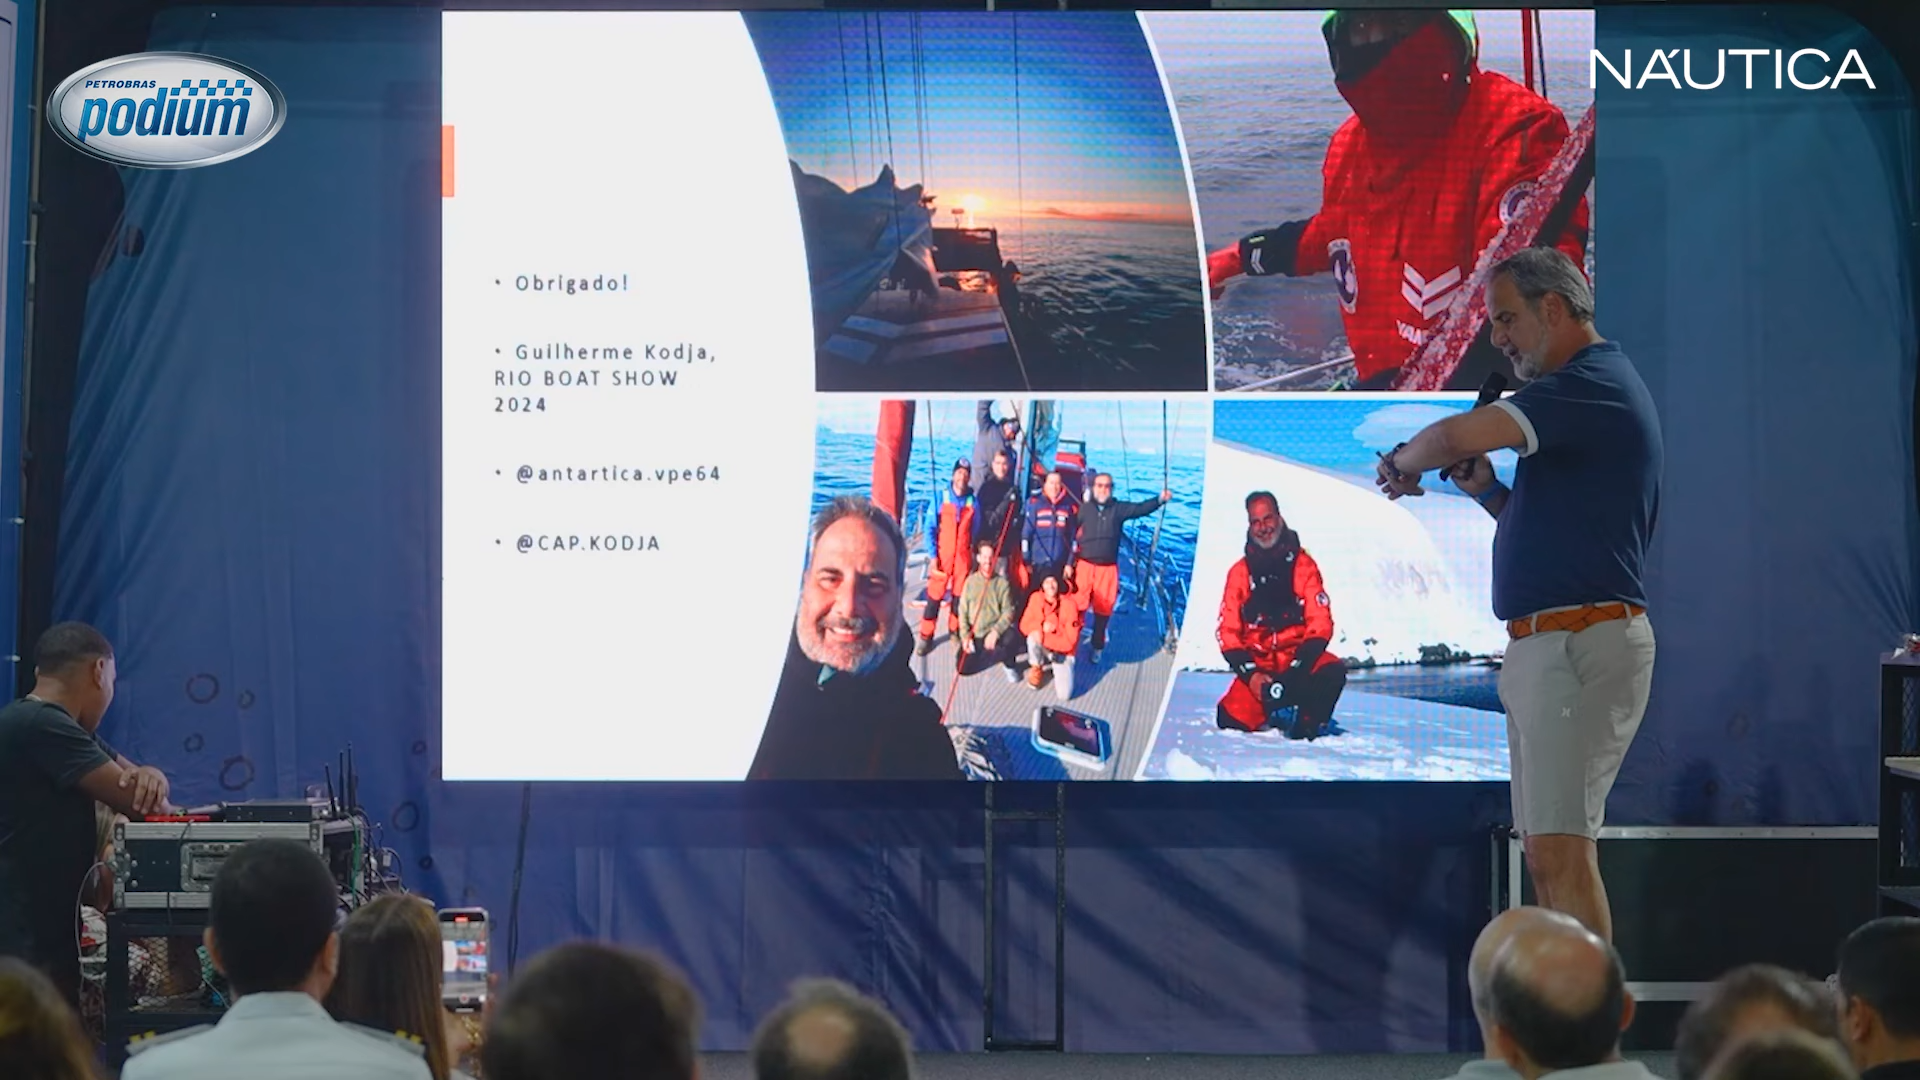 PETROBRAS
podium
NÁUTICA
• Obrigado!
• Guilherme Kodja,
RIO BOAT SHOW
2024
• @antartica.vpe64
• @CAP.KODJA